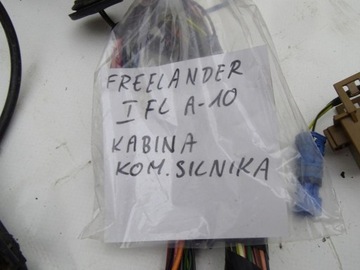 FREELANDER
I FL A-10
KABINA
KOM. SILNIKA